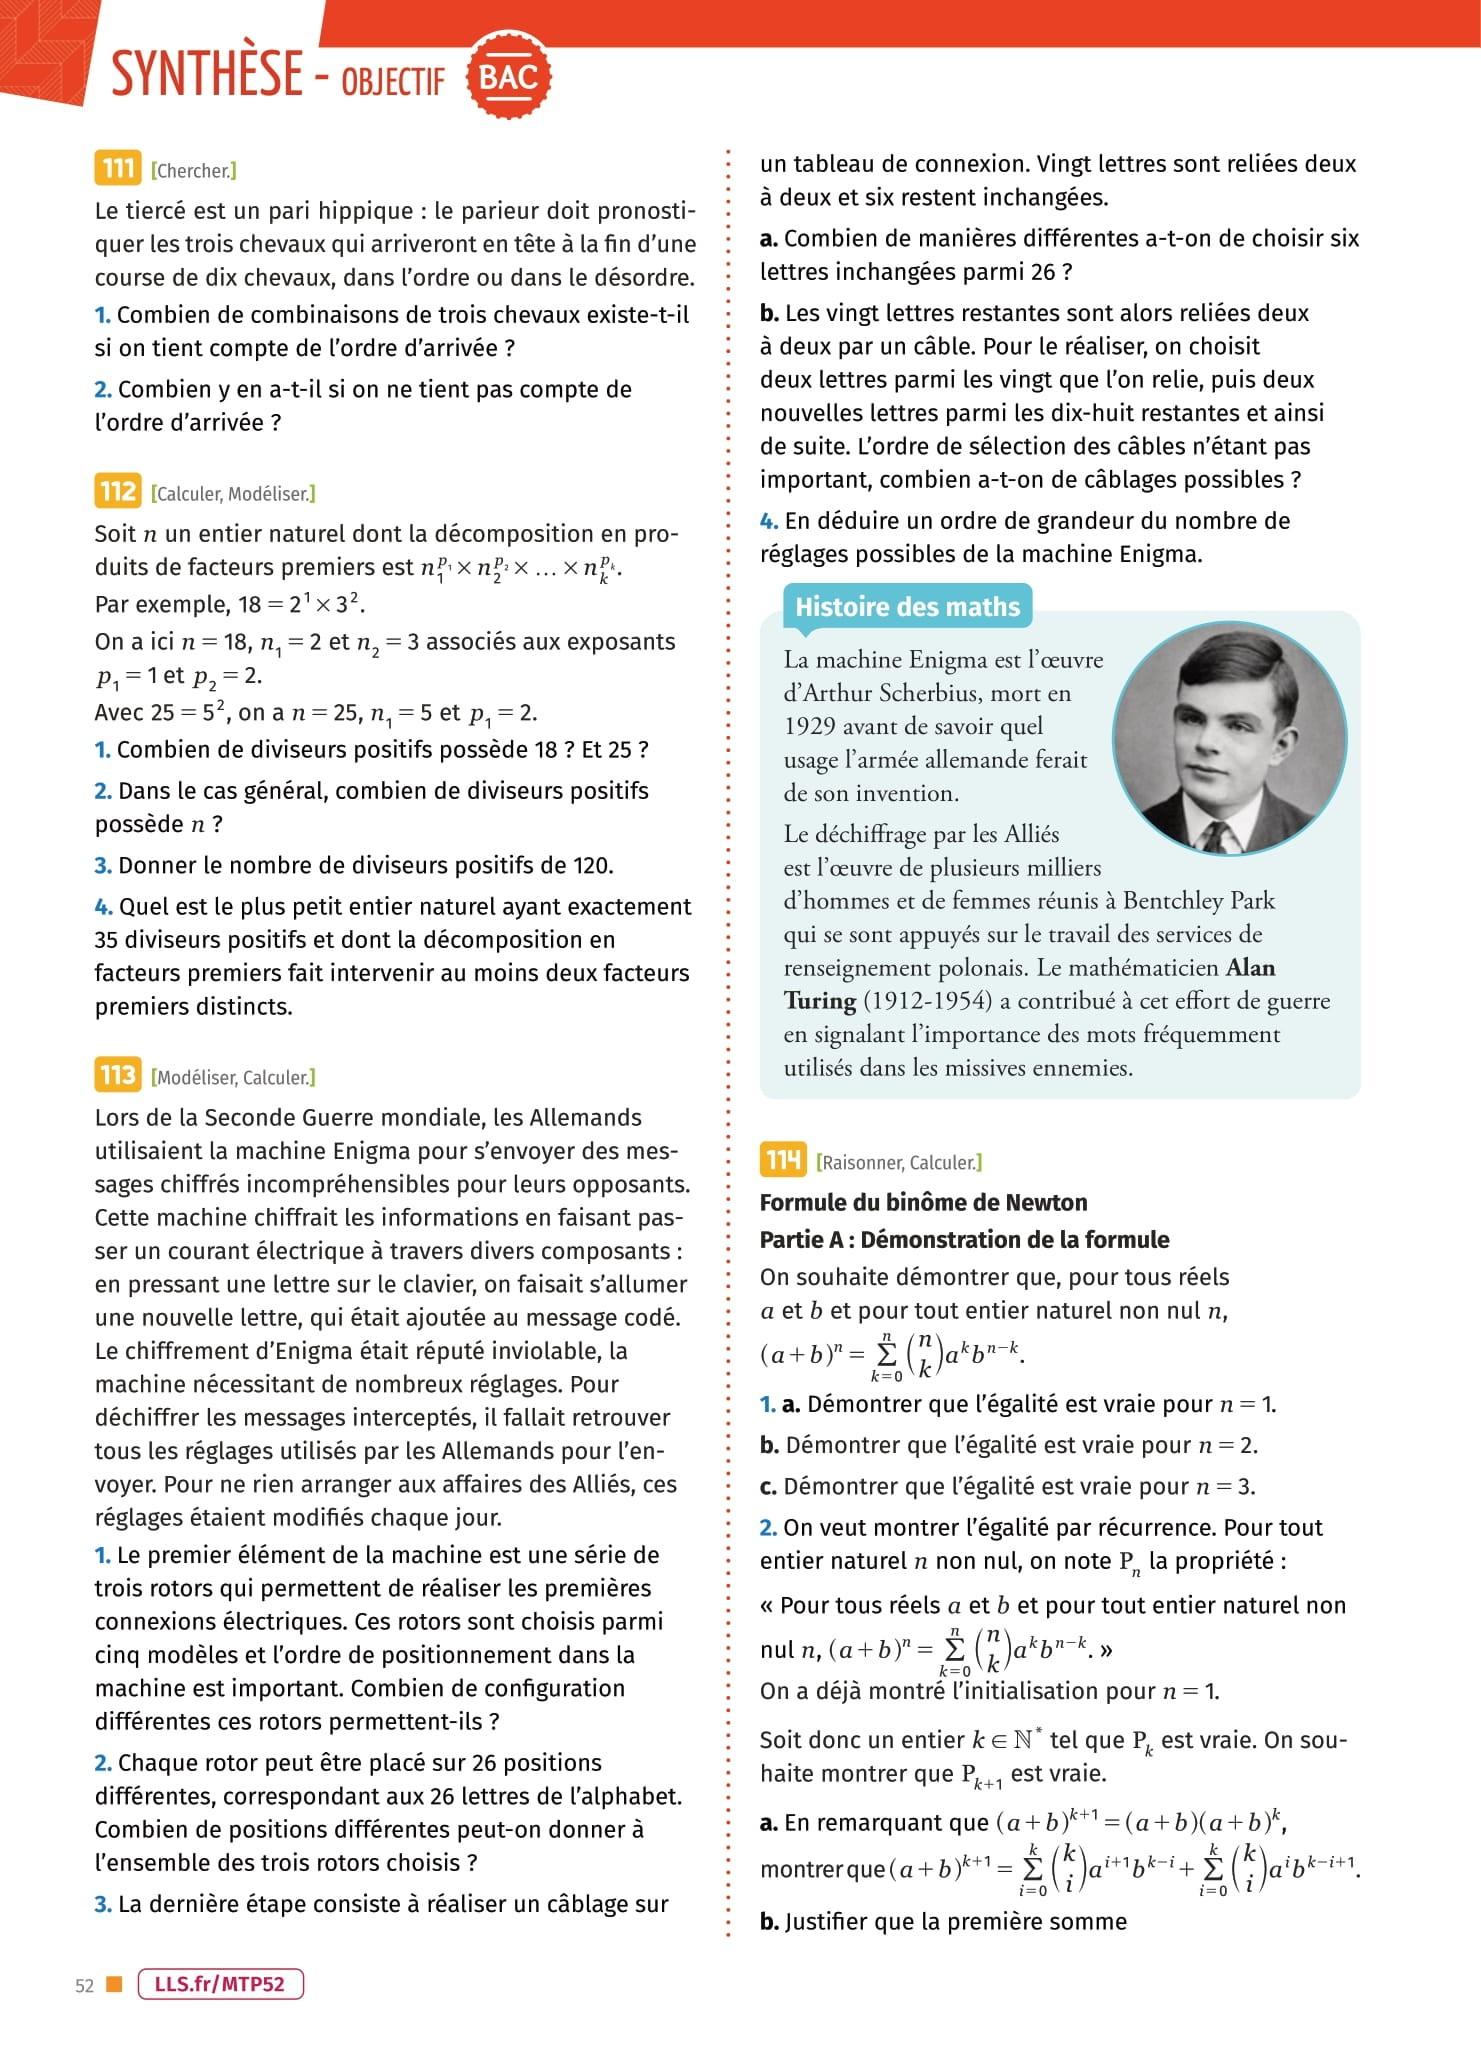 SYNTHÈSE - OBJECTIF BAC
111 [Chercher.]
Le tiercé est un pari hippique : le parieur doit pronosti-
quer les trois chevaux qui arriveront en tête à la fin d’une
course de dix chevaux, dans l’ordre ou dans le désordre.
1. Combien de combinaisons de trois chevaux existe-t-il
si on tient compte de l’ordre d’arrivée ?
2. Combien y en a-t-il si on ne tient pas compte de
l’ordre d’arrivée ?
112 [Calculer, Modéliser.]
Soit n un entier naturel dont la décomposition en pro-
duits de facteurs premiers est n₁^{p₁} × n₂^{p₂} × … × n_k^{p_k}.
Par exemple, 18 = 2¹ × 3².
On a ici n = 18, n₁ = 2 et n₂ = 3 associés aux exposants
p₁ = 1 et p₂ = 2.
Avec 25 = 5², on a n = 25, n₁ = 5 et p₁ = 2.
1. Combien de diviseurs positifs possède 18 ? Et 25 ?
2. Dans le cas général, combien de diviseurs positifs
possède n ?
3. Donner le nombre de diviseurs positifs de 120.
4. Quel est le plus petit entier naturel ayant exactement
35 diviseurs positifs et dont la décomposition en
facteurs premiers fait intervenir au moins deux facteurs
premiers distincts.
113 [Modéliser, Calculer.]
Lors de la Seconde Guerre mondiale, les Allemands
utilisaient la machine Enigma pour s’envoyer des mes-
sages chiffrés incompréhensibles pour leurs opposants.
Cette machine chiffrait les informations en faisant pas-
ser un courant électrique à travers divers composants :
en pressant une lettre sur le clavier, on faisait s’allumer
une nouvelle lettre, qui était ajoutée au message codé.
Le chiffrement d’Enigma était réputé inviolable, la
machine nécessitant de nombreux réglages. Pour
déchiffrer les messages interceptés, il fallait retrouver
tous les réglages utilisés par les Allemands pour l’en-
voyer. Pour ne rien arranger aux affaires des Alliés, ces
réglages étaient modifiés chaque jour.
1. Le premier élément de la machine est une série de
trois rotors qui permettent de réaliser les premières
connexions électriques. Ces rotors sont choisis parmi
cinq modèles et l’ordre de positionnement dans la
machine est important. Combien de configuration
différentes ces rotors permettent-ils ?
2. Chaque rotor peut être placé sur 26 positions
différentes, correspondant aux 26 lettres de l’alphabet.
Combien de positions différentes peut-on donner à
l’ensemble des trois rotors choisis ?
3. La dernière étape consiste à réaliser un câblage sur
un tableau de connexion. Vingt lettres sont reliées deux
à deux et six restent inchangées.
a. Combien de manières différentes a-t-on de choisir six
lettres inchangées parmi 26 ?
b. Les vingt lettres restantes sont alors reliées deux
à deux par un câble. Pour le réaliser, on choisit
deux lettres parmi les vingt que l’on relie, puis deux
nouvelles lettres parmi les dix-huit restantes et ainsi
de suite. L’ordre de sélection des câbles n’étant pas
important, combien a-t-on de câblages possibles ?
4. En déduire un ordre de grandeur du nombre de
réglages possibles de la machine Enigma.
Histoire des maths
La machine Enigma est l’œuvre
d’Arthur Scherbius, mort en
1929 avant de savoir quel
usage l’armée allemande ferait
de son invention.
Le déchiffrage par les Alliés
est l’œuvre de plusieurs milliers
d’hommes et de femmes réunis à Bentchley Park
qui se sont appuyés sur le travail des services de
renseignement polonais. Le mathématicien Alan
Turing (1912-1954) a contribué à cet effort de guerre
en signalant l’importance des mots fréquemment
utilisés dans les missives ennemies.
114 [Raisonner, Calculer.]
Formule du binôme de Newton
Partie A : Démonstration de la formule
On souhaite démontrer que, pour tous réels
a et b et pour tout entier naturel non nul n,
(a+b)^n = \sum_{k=0}^{n} \binom{n}{k} a^k b^{n-k}.
1. a. Démontrer que l’égalité est vraie pour n = 1.
b. Démontrer que l’égalité est vraie pour n = 2.
c. Démontrer que l’égalité est vraie pour n = 3.
2. On veut montrer l’égalité par récurrence. Pour tout
entier naturel n non nul, on note P_n la propriété :
« Pour tous réels a et b et pour tout entier naturel non
nul n, (a+b)^n = \sum_{k=0}^{n} \binom{n}{k} a^k b^{n-k}. »
On a déjà montré l’initialisation pour n = 1.
Soit donc un entier k ∈ ℕ* tel que P_k est vraie. On sou-
haite montrer que P_{k+1} est vraie.
a. En remarquant que (a+b)^{k+1} = (a+b)(a+b)^k,
montrer que (a+b)^{k+1} = \sum_{i=0}^{k} \binom{k}{i} a^{i+1} b^{k-i} + \sum_{i=0}^{k} \binom{k}{i} a^i b^{k-i+1}.
b. Justifier que la première somme
52 LLS.fr/MTP52